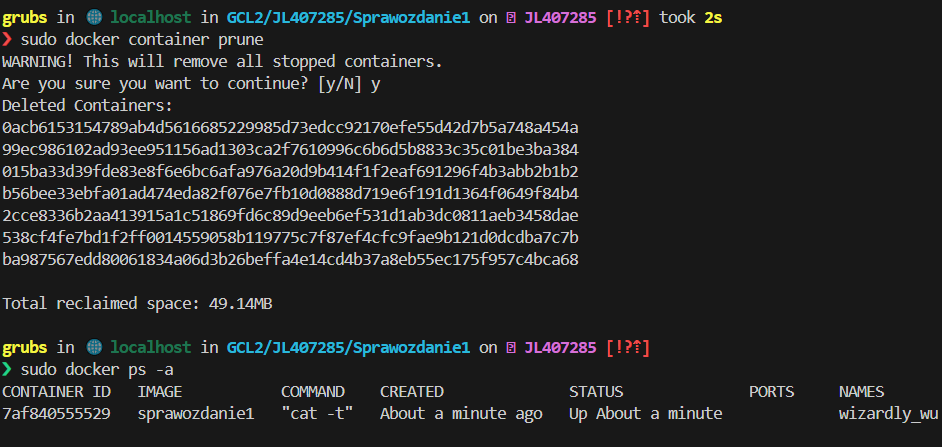 grubs in 🌐 localhost in GCL2/JL407285/Sprawozdanie1 on JL407285 [!?⇡] took 2s
❯ sudo docker container prune
WARNING! This will remove all stopped containers.
Are you sure you want to continue? [y/N] y
Deleted Containers:
0acb6153154789ab4d5616685229985d73edcc92170efe55d42d7b5a748a454a
99ec986102ad93ee951156ad1303ca2f7610996c6b6d5b8833c35c01be3ba384
015ba33d39fde83e8f6e6bc6afa976a20d9b414f1f2eaf691296f4b3abb2b1b2
b56bee33ebfa01ad474eda82f076e7fb10d0888d719e6f191d1364f0649f84b4
2cce8336b2aa413915a1c51869fd6c89d9eeb6ef531d1ab3dc0811aeb3458dae
538cf4fe7bd1f2ff0014559058b119775c7f87ef4cfc9fae9b121d0dcdba7c7b
ba987567edd80061834a06d3b26beffa4e14cd4b37a8eb55ec175f957c4bca68
Total reclaimed space: 49.14MB
grubs in 🌐 localhost in GCL2/JL407285/Sprawozdanie1 on JL407285 [!?⇡]
❯ sudo docker ps -a
CONTAINER ID IMAGE COMMAND CREATED STATUS PORTS NAMES
7af840555529 sprawozdanie1 "cat -t" About a minute ago Up About a minute wizardly_wu